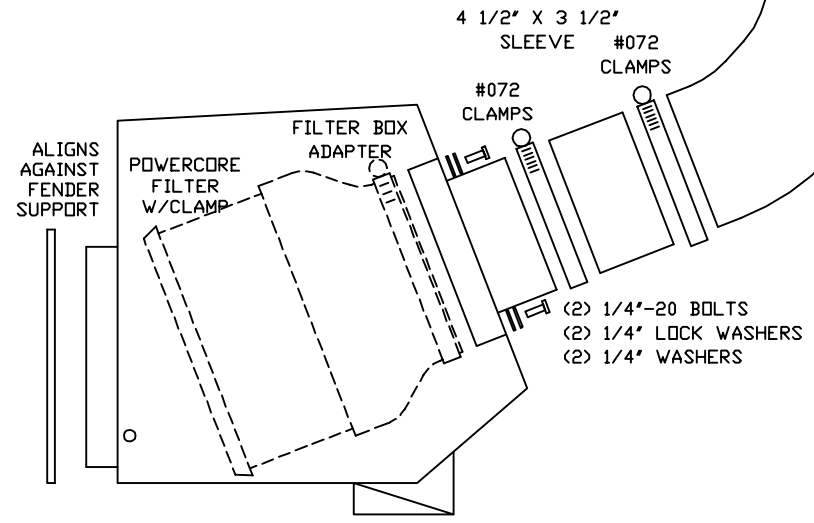 4 1/2" X 3 1/2"
SLEEVE
#072
CLAMPS
#072
CLAMPS
FILTER BOX
ADAPTER
ALIGNS
AGAINST
FENDER
SUPPORT
POWERCORE
FILTER
W/CLAMP
(2) 1/4"-20 BOLTS
(2) 1/4" LOCK WASHERS
(2) 1/4" WASHERS